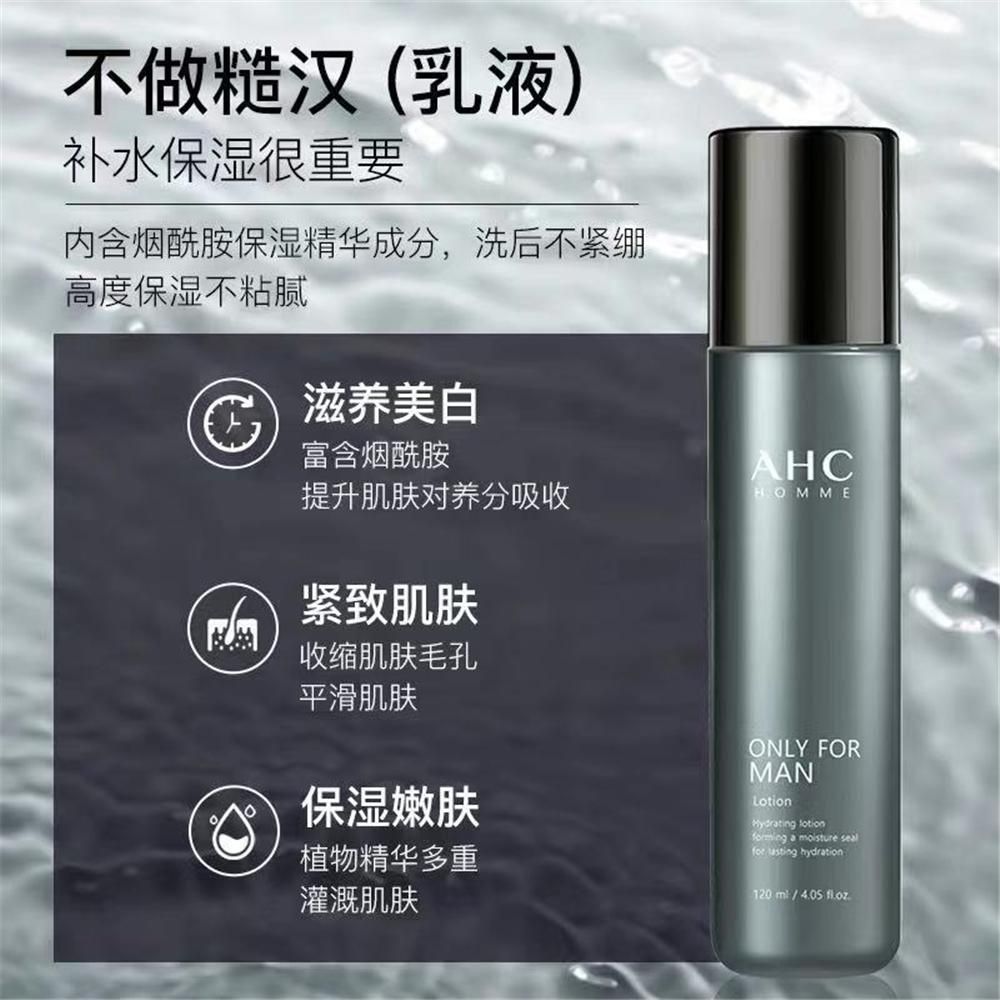 不做糙汉 (乳液)
补水保湿很重要
内含烟酰胺保湿精华成分，洗后不紧绷
高度保湿不粘腻
滋养美白
富含烟酰胺
提升肌肤对养分吸收
紧致肌肤
收缩肌肤毛孔
平滑肌肤
保湿嫩肤
植物精华多重
灌溉肌肤
AHC
HOMME
ONLY FOR
MAN
Lotion
Hydrating lotion
forming a moisture seal
for lasting hydration
120 ml / 4.05 fl.oz.